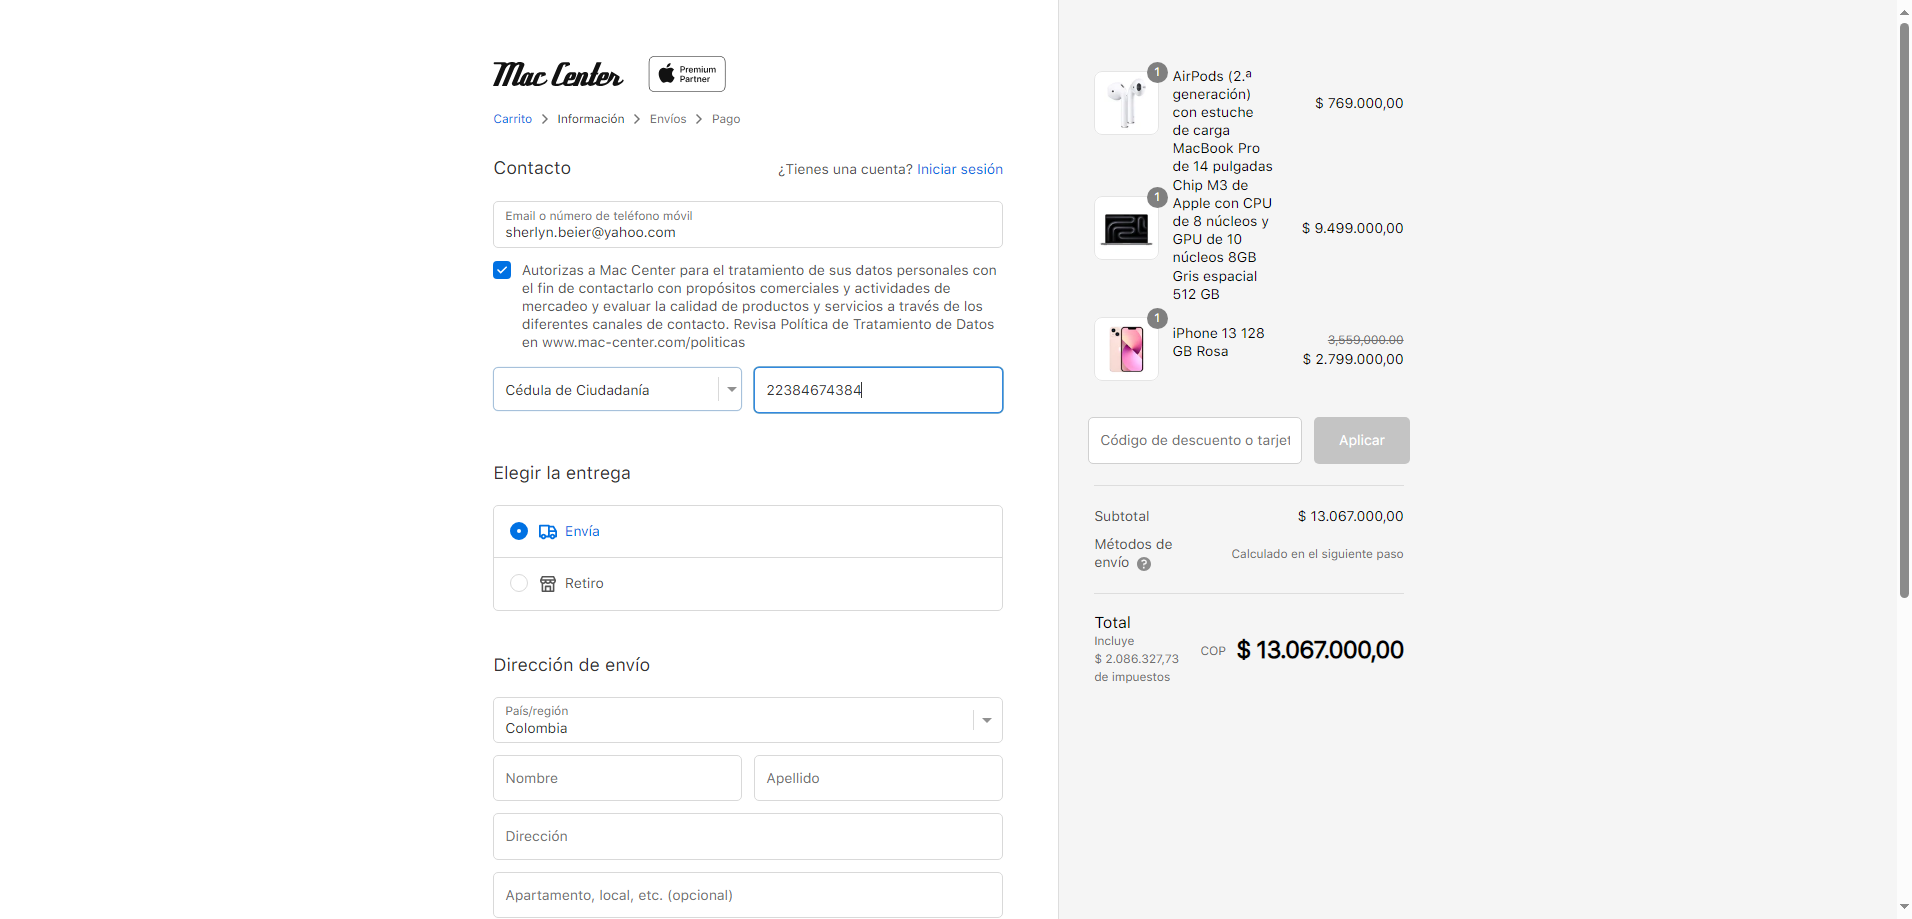 Mac Center
Premium
Partner
Carrito
Información
Envíos
Pago
Contacto
¿Tienes una cuenta? Iniciar sesión
Email o número de teléfono móvil
sherlyn.beier@yahoo.com
Autorizas a Mac Center para el tratamiento de sus datos personales con
el fin de contactarlo con propósitos comerciales y actividades de
mercadeo y evaluar la calidad de productos y servicios a través de los
diferentes canales de contacto. Revisa Política de Tratamiento de Datos
en www.mac-center.com/politicas
Cédula de Ciudadanía
22384674384
Elegir la entrega
Envía
Retiro
Dirección de envío
País/región
Colombia
Nombre
Apellido
Dirección
Apartamento, local, etc. (opcional)
1
AirPods (2.ª
generación)
con estuche
de carga
$ 769.000,00
1
MacBook Pro
de 14 pulgadas
Chip M3 de
Apple con CPU
de 8 núcleos y
GPU de 10
núcleos 8GB
Gris espacial
512 GB
$ 9.499.000,00
1
iPhone 13 128
GB Rosa
3,559,000.00
$ 2.799.000,00
Código de descuento o tarjet
Aplicar
Subtotal
$ 13.067.000,00
Métodos de
envío ?
Calculado en el siguiente paso
Total
Incluye
$ 2.086.327,73
de impuestos
COP $ 13.067.000,00